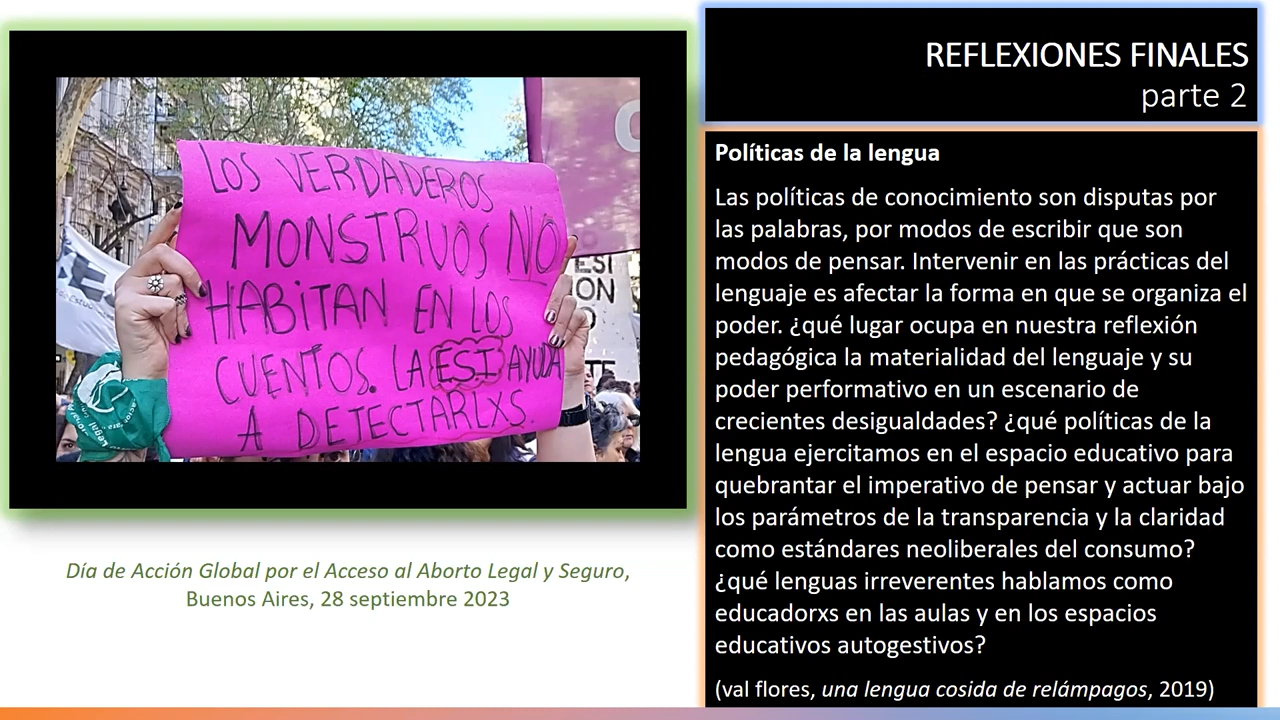 REFLEXIONES FINALES
parte 2
LOS VERDADEROS
MONSTRUOS NO
HABITAN EN LOS
CUENTOS. LA ESI AYUDA
A DETECTARLXS.
ESI
ION
Día de Acción Global por el Acceso al Aborto Legal y Seguro,
Buenos Aires, 28 septiembre 2023
Políticas de la lengua
Las políticas de conocimiento son disputas por
las palabras, por modos de escribir que son
modos de pensar. Intervenir en las prácticas del
lenguaje es afectar la forma en que se organiza el
poder. ¿qué lugar ocupa en nuestra reflexión
pedagógica la materialidad del lenguaje y su
poder performativo en un escenario de
crecientes desigualdades? ¿qué políticas de la
lengua ejercitamos en el espacio educativo para
quebrantar el imperativo de pensar y actuar bajo
los parámetros de la transparencia y la claridad
como estándares neoliberales del consumo?
¿qué lenguas irreverentes hablamos como
educadorxs en las aulas y en los espacios
educativos autogestivos?
(val flores, una lengua cosida de relámpagos, 2019)